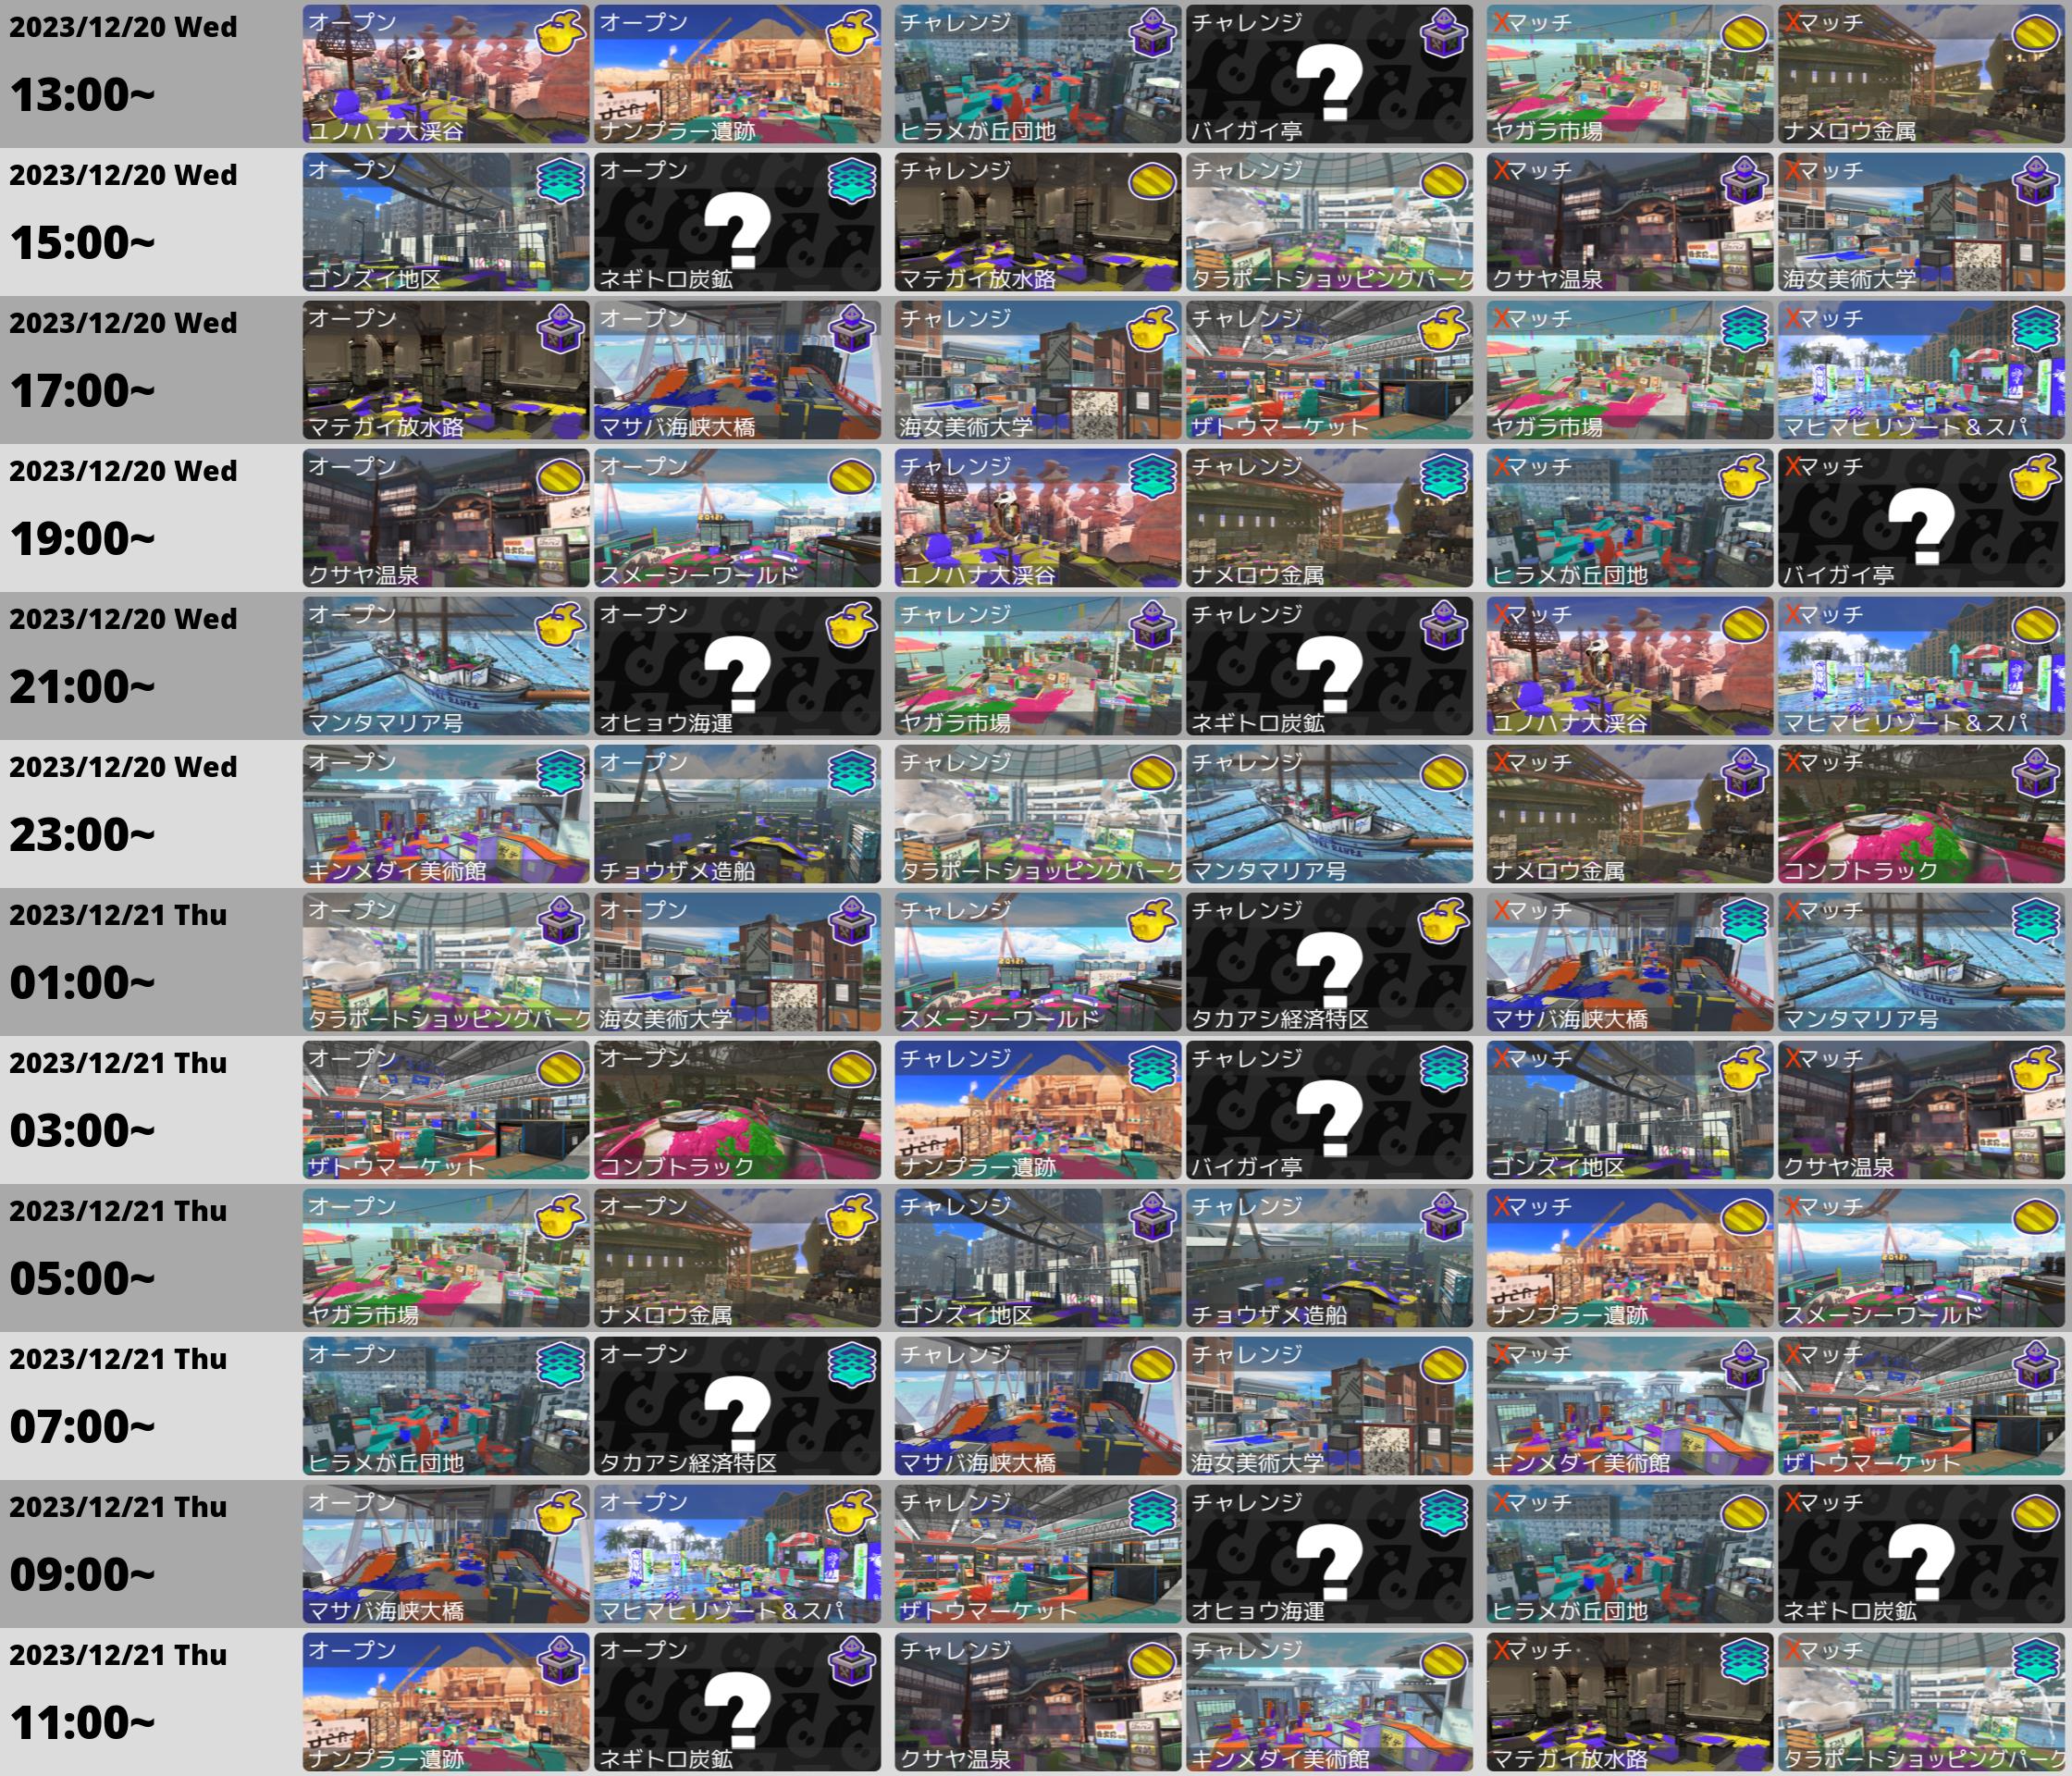 2023/12/20 Wed
13:00~
オープン
ユノハナ大渓谷
オープン
ナンプラー遺跡
チャレンジ
ヒラメが丘団地
チャレンジ
バイガイ亭
Xマッチ
ヤガラ市場
Xマッチ
ナメロウ金属
2023/12/20 Wed
15:00~
オープン
ゴンズイ地区
オープン
ネギトロ炭鉱
チャレンジ
マテガイ放水路
チャレンジ
タラポートショッピングパーク
Xマッチ
クサヤ温泉
Xマッチ
海女美術大学
2023/12/20 Wed
17:00~
オープン
マテガイ放水路
オープン
マサバ海峡大橋
チャレンジ
海女美術大学
チャレンジ
ザトウマーケット
Xマッチ
ヤガラ市場
Xマッチ
マヒマヒリゾート＆スパ
2023/12/20 Wed
19:00~
オープン
クサヤ温泉
オープン
スメーシーワールド
チャレンジ
ユノハナ大渓谷
チャレンジ
ナメロウ金属
Xマッチ
ヒラメが丘団地
Xマッチ
バイガイ亭
2023/12/20 Wed
21:00~
オープン
マンタマリア号
オープン
オヒョウ海運
チャレンジ
ヤガラ市場
チャレンジ
ネギトロ炭鉱
Xマッチ
ユノハナ大渓谷
Xマッチ
マヒマヒリゾート＆スパ
2023/12/20 Wed
23:00~
オープン
キンメダイ美術館
オープン
チョウザメ造船
チャレンジ
タラポートショッピングパーク
チャレンジ
マンタマリア号
Xマッチ
ナメロウ金属
Xマッチ
コンブトラック
2023/12/21 Thu
01:00~
オープン
タラポートショッピングパーク
オープン
海女美術大学
チャレンジ
スメーシーワールド
チャレンジ
タカアシ経済特区
Xマッチ
マサバ海峡大橋
Xマッチ
マンタマリア号
2023/12/21 Thu
03:00~
オープン
ザトウマーケット
オープン
コンブトラック
チャレンジ
ナンプラー遺跡
チャレンジ
バイガイ亭
Xマッチ
ゴンズイ地区
Xマッチ
クサヤ温泉
2023/12/21 Thu
05:00~
オープン
ヤガラ市場
オープン
ナメロウ金属
チャレンジ
ゴンズイ地区
チャレンジ
チョウザメ造船
Xマッチ
ナンプラー遺跡
Xマッチ
スメーシーワールド
2023/12/21 Thu
07:00~
オープン
ヒラメが丘団地
オープン
タカアシ経済特区
チャレンジ
マサバ海峡大橋
チャレンジ
海女美術大学
Xマッチ
キンメダイ美術館
Xマッチ
ザトウマーケット
2023/12/21 Thu
09:00~
オープン
マサバ海峡大橋
オープン
マヒマヒリゾート＆スパ
チャレンジ
ザトウマーケット
チャレンジ
オヒョウ海運
Xマッチ
ヒラメが丘団地
Xマッチ
ネギトロ炭鉱
2023/12/21 Thu
11:00~
オープン
ナンプラー遺跡
オープン
ネギトロ炭鉱
チャレンジ
クサヤ温泉
チャレンジ
キンメダイ美術館
Xマッチ
マテガイ放水路
Xマッチ
タラポートショッピングパーク